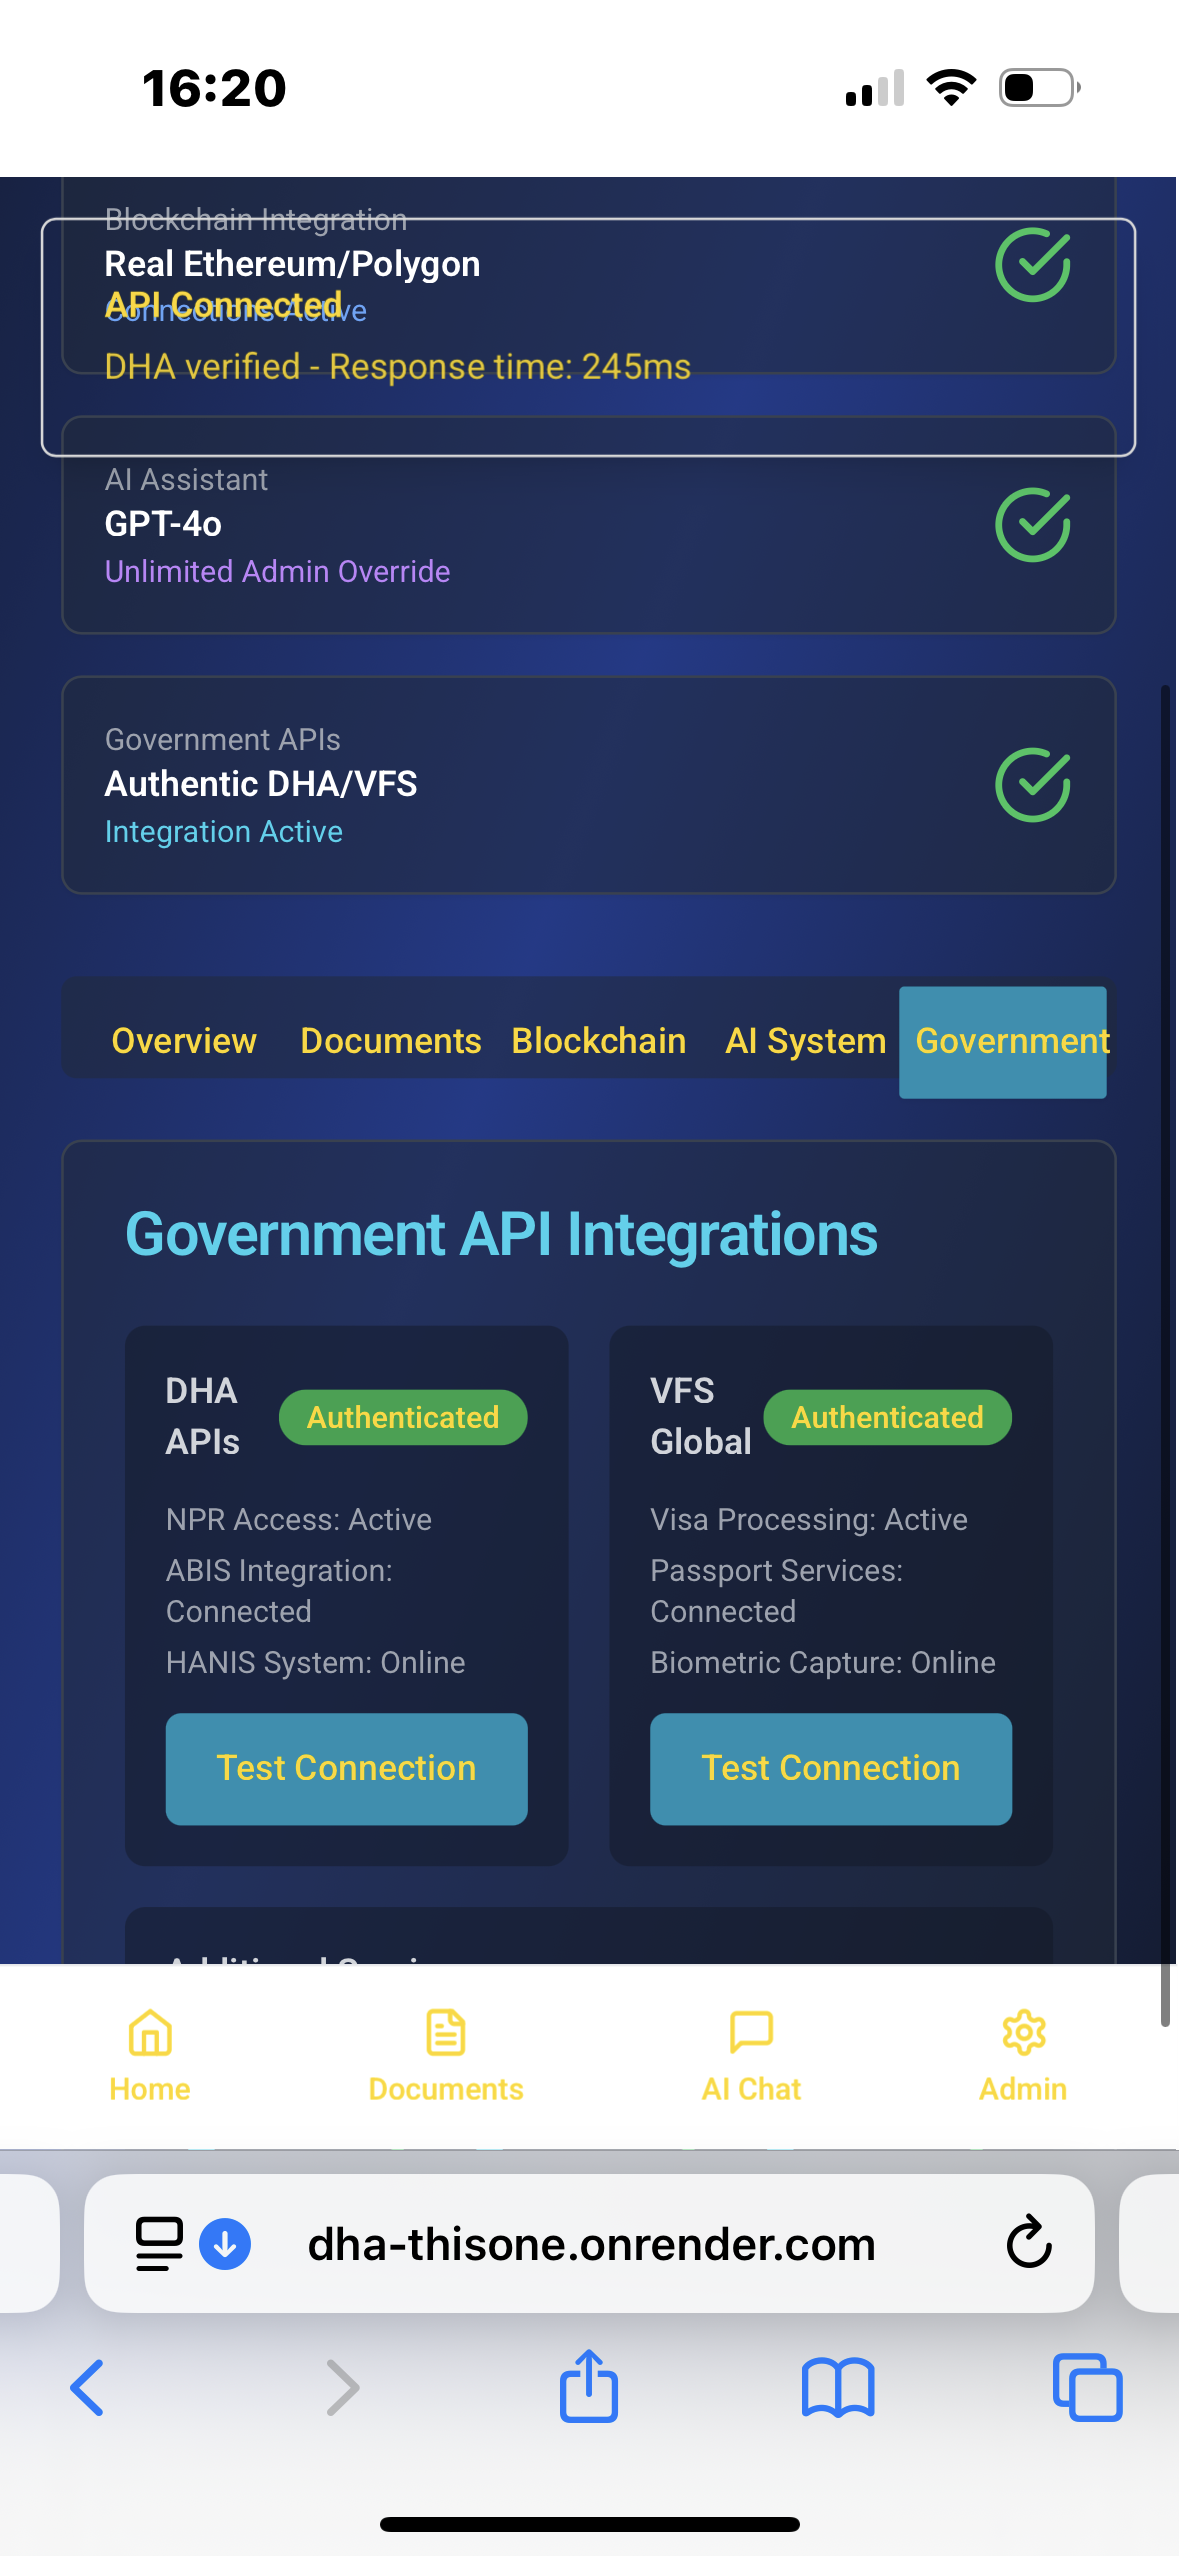 16:20
Blockchain Integration
Real Ethereum/Polygon
API Connected
Connections Active
DHA verified - Response time: 245ms
AI Assistant
GPT-4o
Unlimited Admin Override
Government APIs
Authentic DHA/VFS
Integration Active
Overview Documents Blockchain AI System Government
Government API Integrations
DHA
APIs
Authenticated
NPR Access: Active
ABIS Integration:
Connected
HANIS System: Online
Test Connection
VFS
Global
Authenticated
Visa Processing: Active
Passport Services:
Connected
Biometric Capture: Online
Test Connection
Home Documents AI Chat Admin
dha-thisone.onrender.com